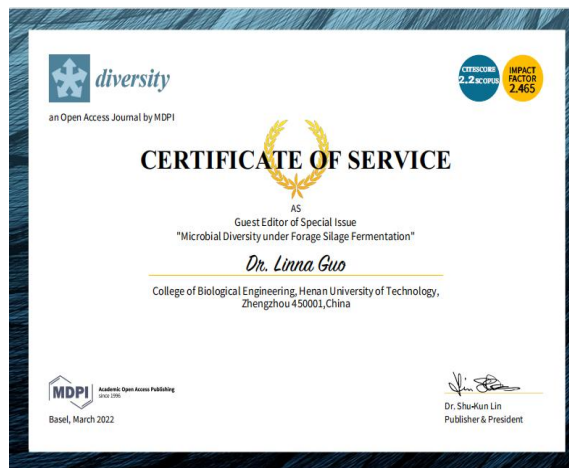 diversity
CITESCORE
2.2 SCOPUS
IMPACT
FACTOR
2.465
an Open Access Journal by MDPI
CERTIFICATE OF SERVICE
AS
Guest Editor of Special Issue
"Microbial Diversity under Forage Silage Fermentation"
Dr. Linna Guo
College of Biological Engineering, Henan University of Technology,
Zhengzhou 450001,China
MDPI
Academic Open Access Publishing
since 1996
Basel, March 2022
Dr. Shu-Kun Lin
Publisher & President